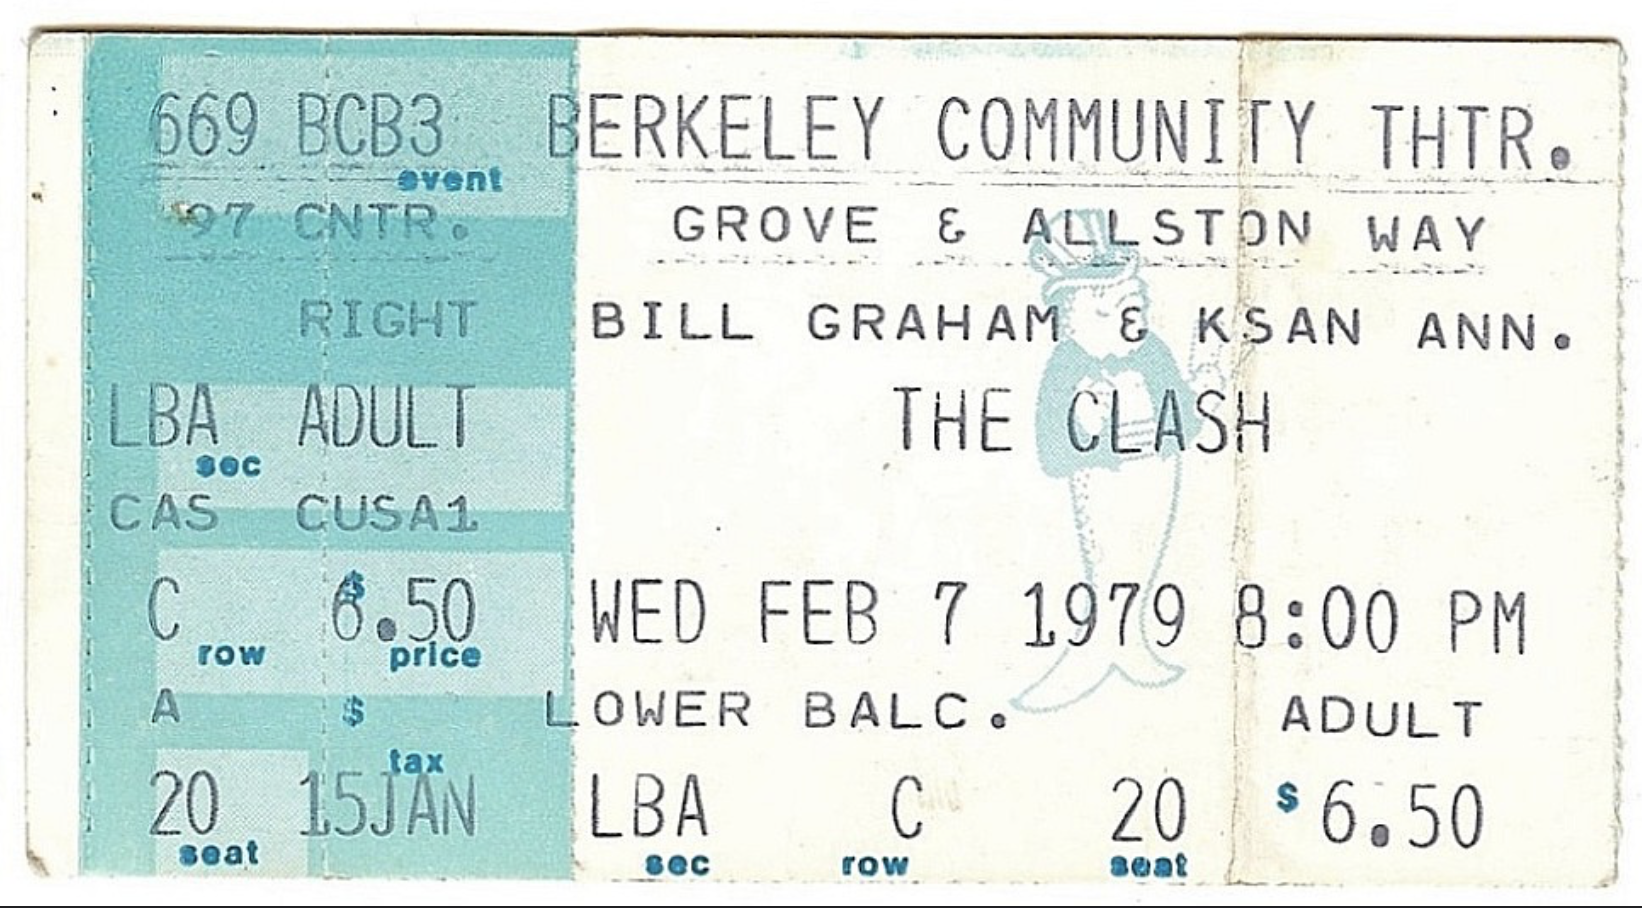 669 BCB3 BERKELEY COMMUNITY THTR.
event
97 CNTR. GROVE & ALLSTON WAY
RIGHT BILL GRAHAM & KSAN ANN.
LBA ADULT THE CLASH
sec
CAS CUSA1
C $6.50 WED FEB 7 1979 8:00 PM
row price
A $ LOWER BALC. ADULT
tax
20 15JAN LBA C 20 $6.50
seat sec row seat